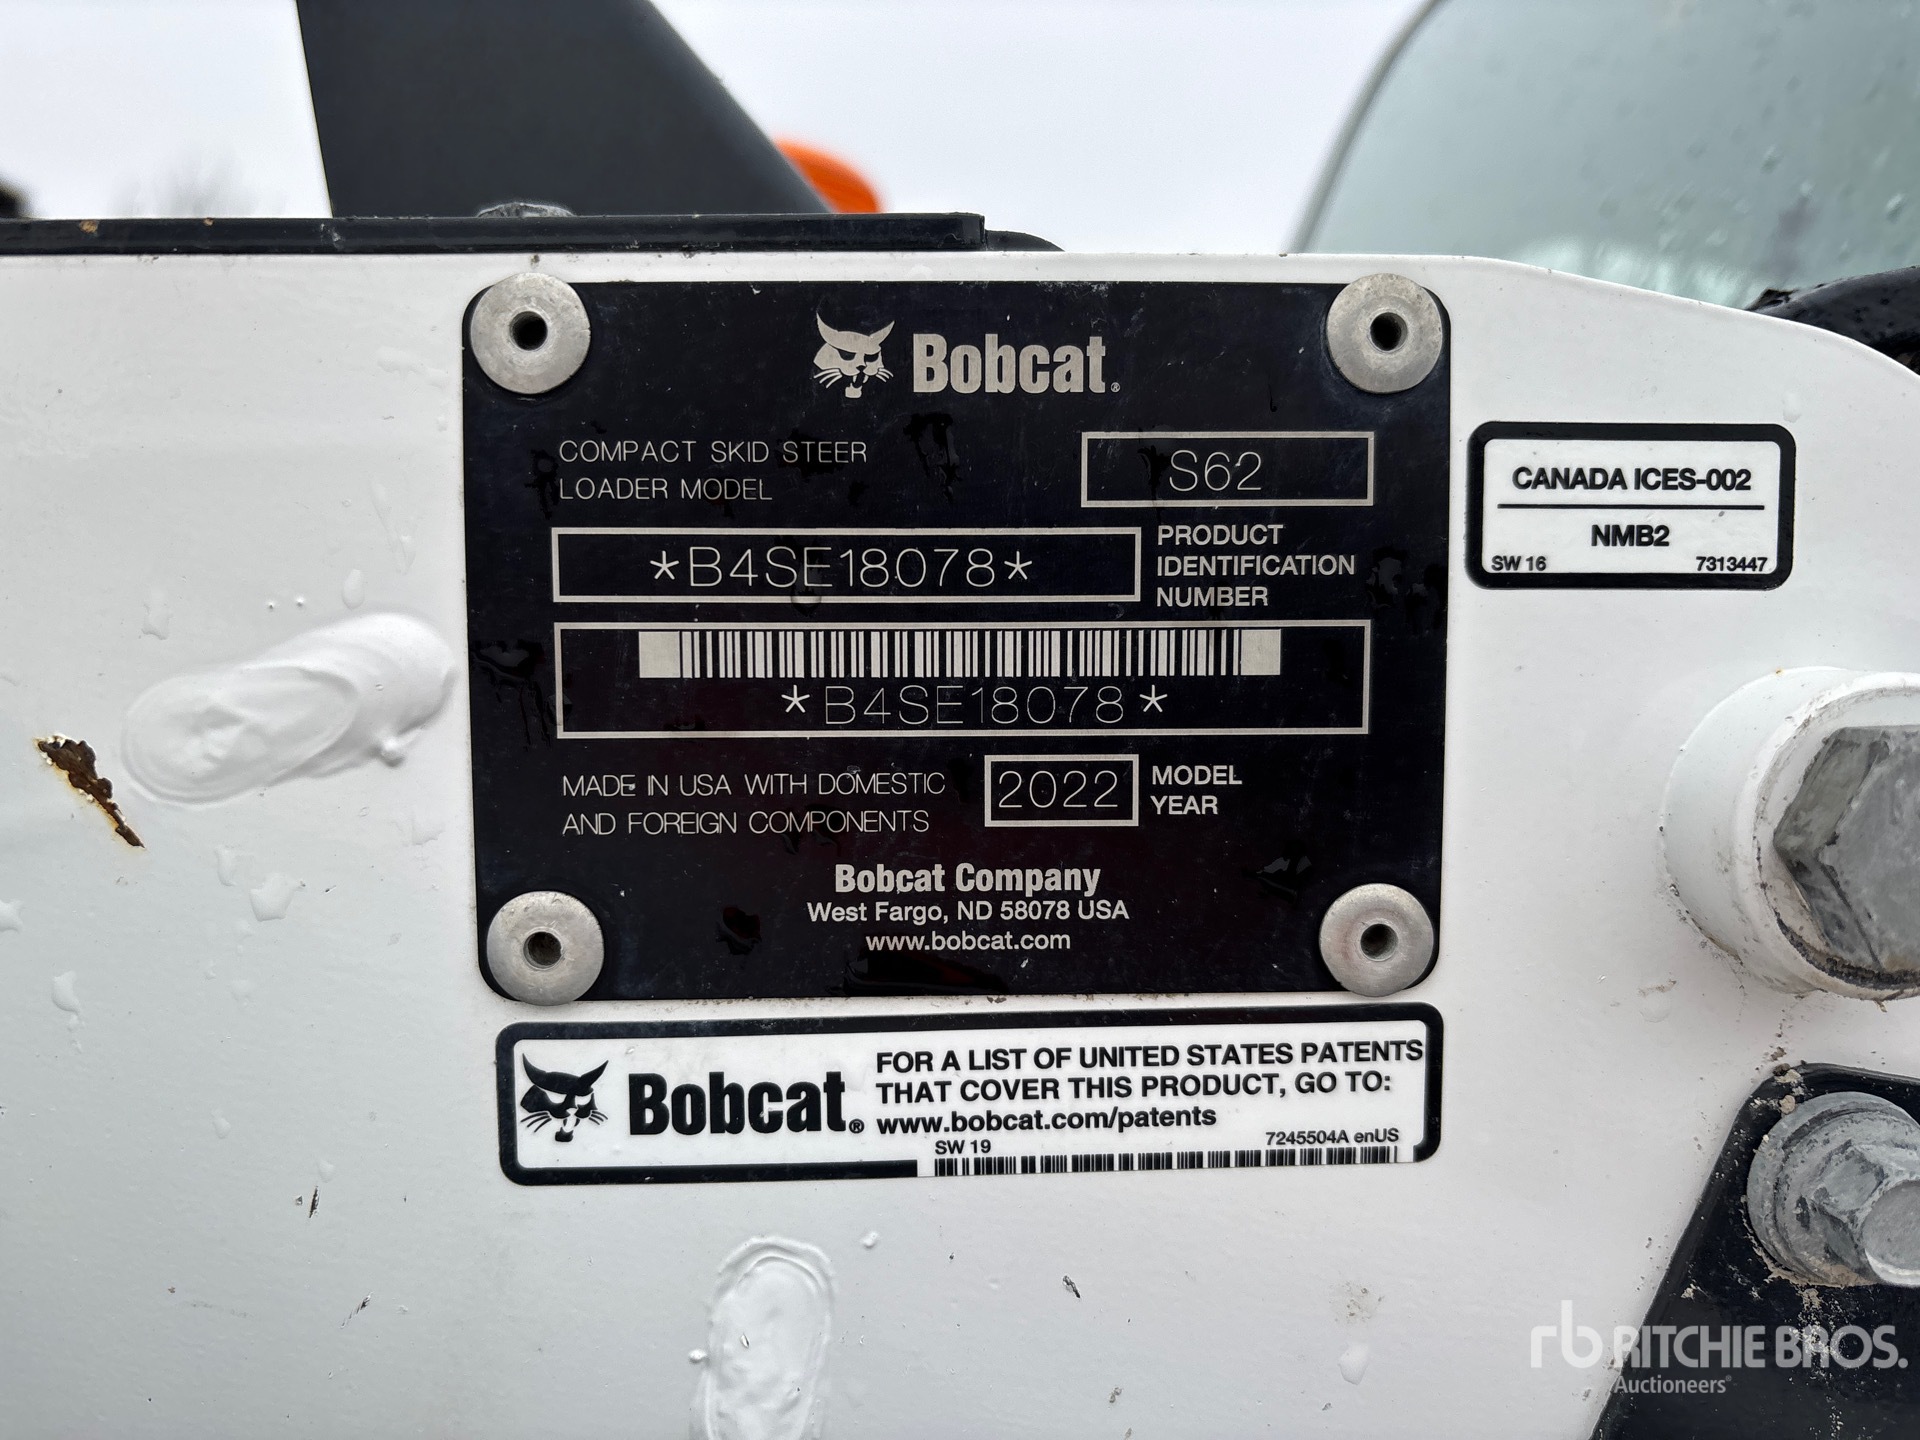 Bobcat®
COMPACT SKID STEER
LOADER MODEL
S62
*B4SE18078*
PRODUCT
IDENTIFICATION
NUMBER
*B4SE18078*
MADE IN USA WITH DOMESTIC
AND FOREIGN COMPONENTS
2022
MODEL
YEAR
Bobcat Company
West Fargo, ND 58078 USA
www.bobcat.com
CANADA ICES-002
NMB2
SW 16
7313447
Bobcat®
FOR A LIST OF UNITED STATES PATENTS
THAT COVER THIS PRODUCT, GO TO:
www.bobcat.com/patents
SW 19
7245504A enUS
rb RITCHIE BROS.
Auctioneers®